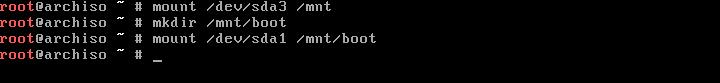 root@archiso ~ # mount /dev/sda3 /mnt
root@archiso ~ # mkdir /mnt/boot
root@archiso ~ # mount /dev/sda1 /mnt/boot
root@archiso ~ # _